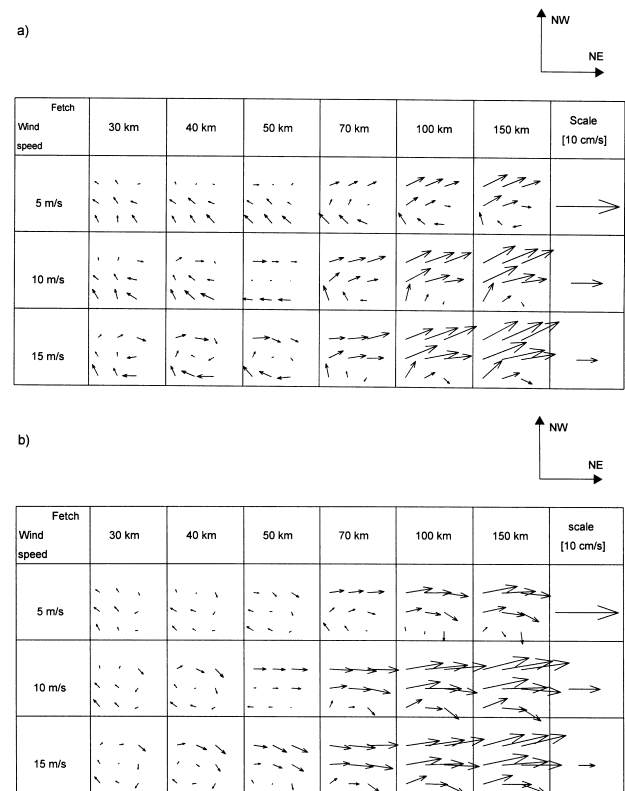 a)
NW
NE
Fetch
Wind
speed
30 km 40 km 50 km 70 km 100 km 150 km Scale
[10 cm/s]
5 m/s
10 m/s
15 m/s
b)
NW
NE
Fetch
Wind
speed
30 km 40 km 50 km 70 km 100 km 150 km scale
[10 cm/s]
5 m/s
10 m/s
15 m/s